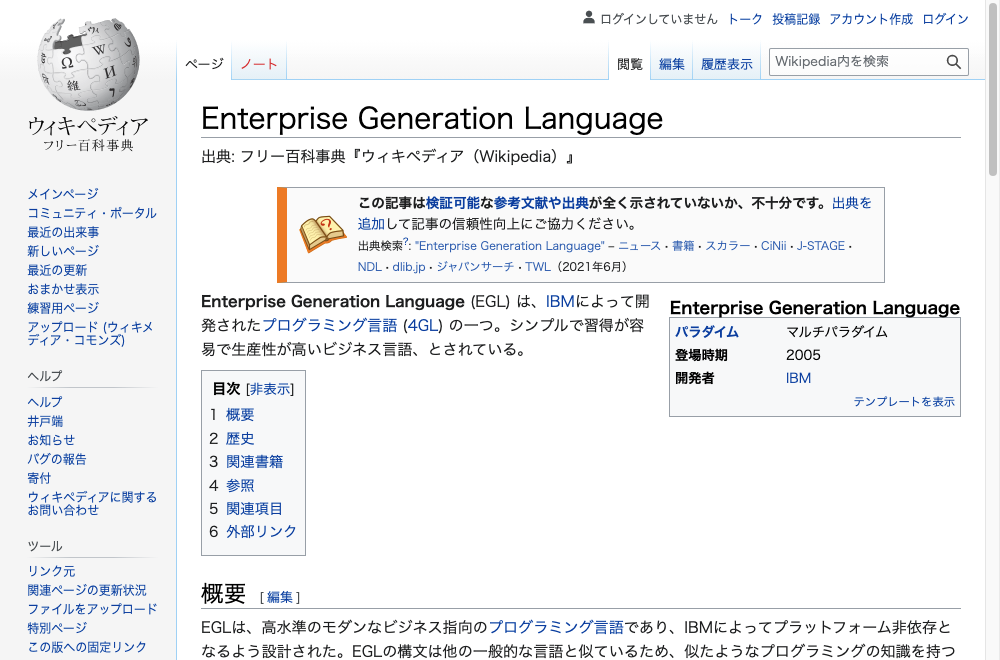 ログインしていません トーク 投稿記録 アカウント作成 ログイン
ページ ノート 閲覧 編集 履歴表示 Wikipedia内を検索
ウィキペディア
フリー百科事典
メインページ
コミュニティ・ポータル
最近の出来事
新しいページ
最近の更新
おまかせ表示
練習用ページ
アップロード (ウィキメ
ディア・コモンズ)
ヘルプ
ヘルプ
井戸端
お知らせ
バグの報告
寄付
ウィキペディアに関する
お問い合わせ
ツール
リンク元
関連ページの更新状況
ファイルをアップロード
特別ページ
この版への固定リンク
Enterprise Generation Language
出典: フリー百科事典『ウィキペディア（Wikipedia）』
この記事は検証可能な参考文献や出典が全く示されていないか、不十分です。出典を
追加して記事の信頼性向上にご協力ください。
出典検索?: "Enterprise Generation Language" – ニュース · 書籍 · スカラー · CiNii · J-STAGE ·
NDL · dlib.jp · ジャパンサーチ · TWL（2021年6月）
Enterprise Generation Language (EGL) は、IBMによって開
発されたプログラミング言語 (4GL) の一つ。シンプルで習得が容
易で生産性が高いビジネス言語、とされている。
Enterprise Generation Language
パラダイム マルチパラダイム
登場時期 2005
開発者 IBM
テンプレートを表示
目次 [非表示]
1 概要
2 歴史
3 関連書籍
4 参照
5 関連項目
6 外部リンク
概要 [ 編集 ]
EGLは、高水準のモダンなビジネス指向のプログラミング言語であり、IBMによってプラットフォーム非依存と
なるよう設計された。EGLの構文は他の一般的な言語と似ているため、似たようなプログラミングの知識を持つ